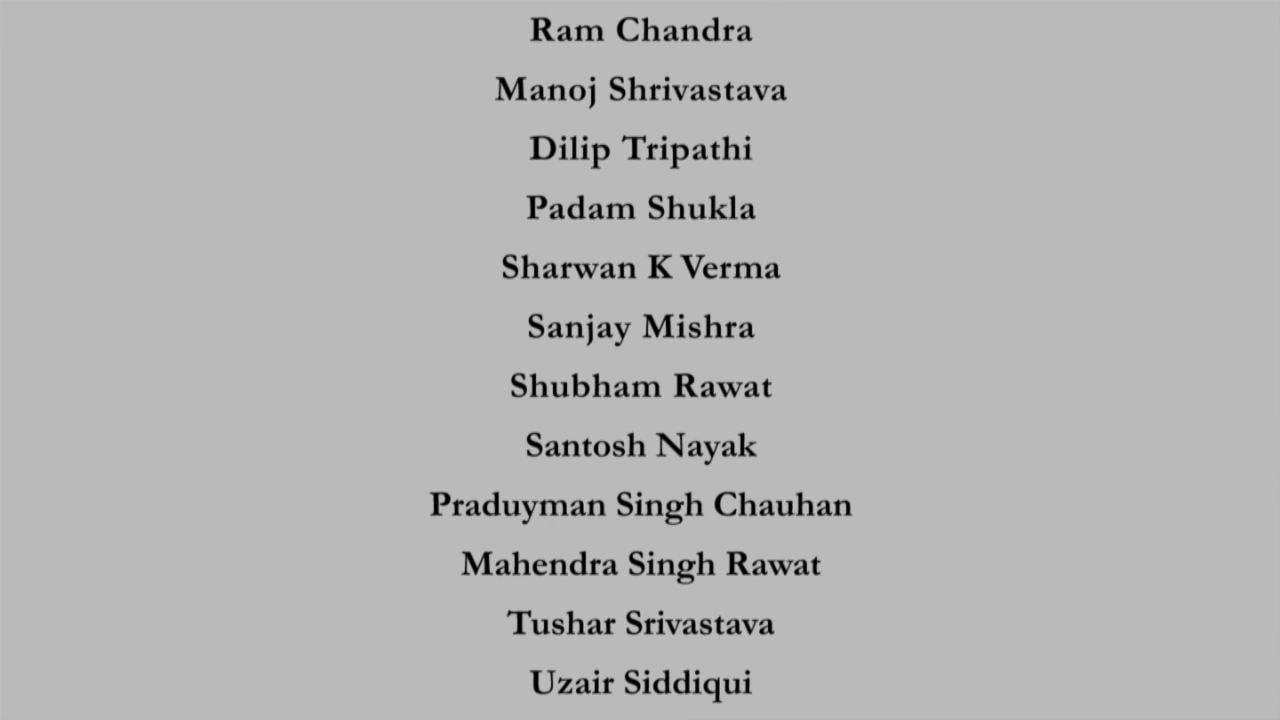 Ram Chandra
Manoj Shrivastava
Dilip Tripathi
Padam Shukla
Sharwan K Verma
Sanjay Mishra
Shubham Rawat
Santosh Nayak
Praduyman Singh Chauhan
Mahendra Singh Rawat
Tushar Srivastava
Uzair Siddiqui